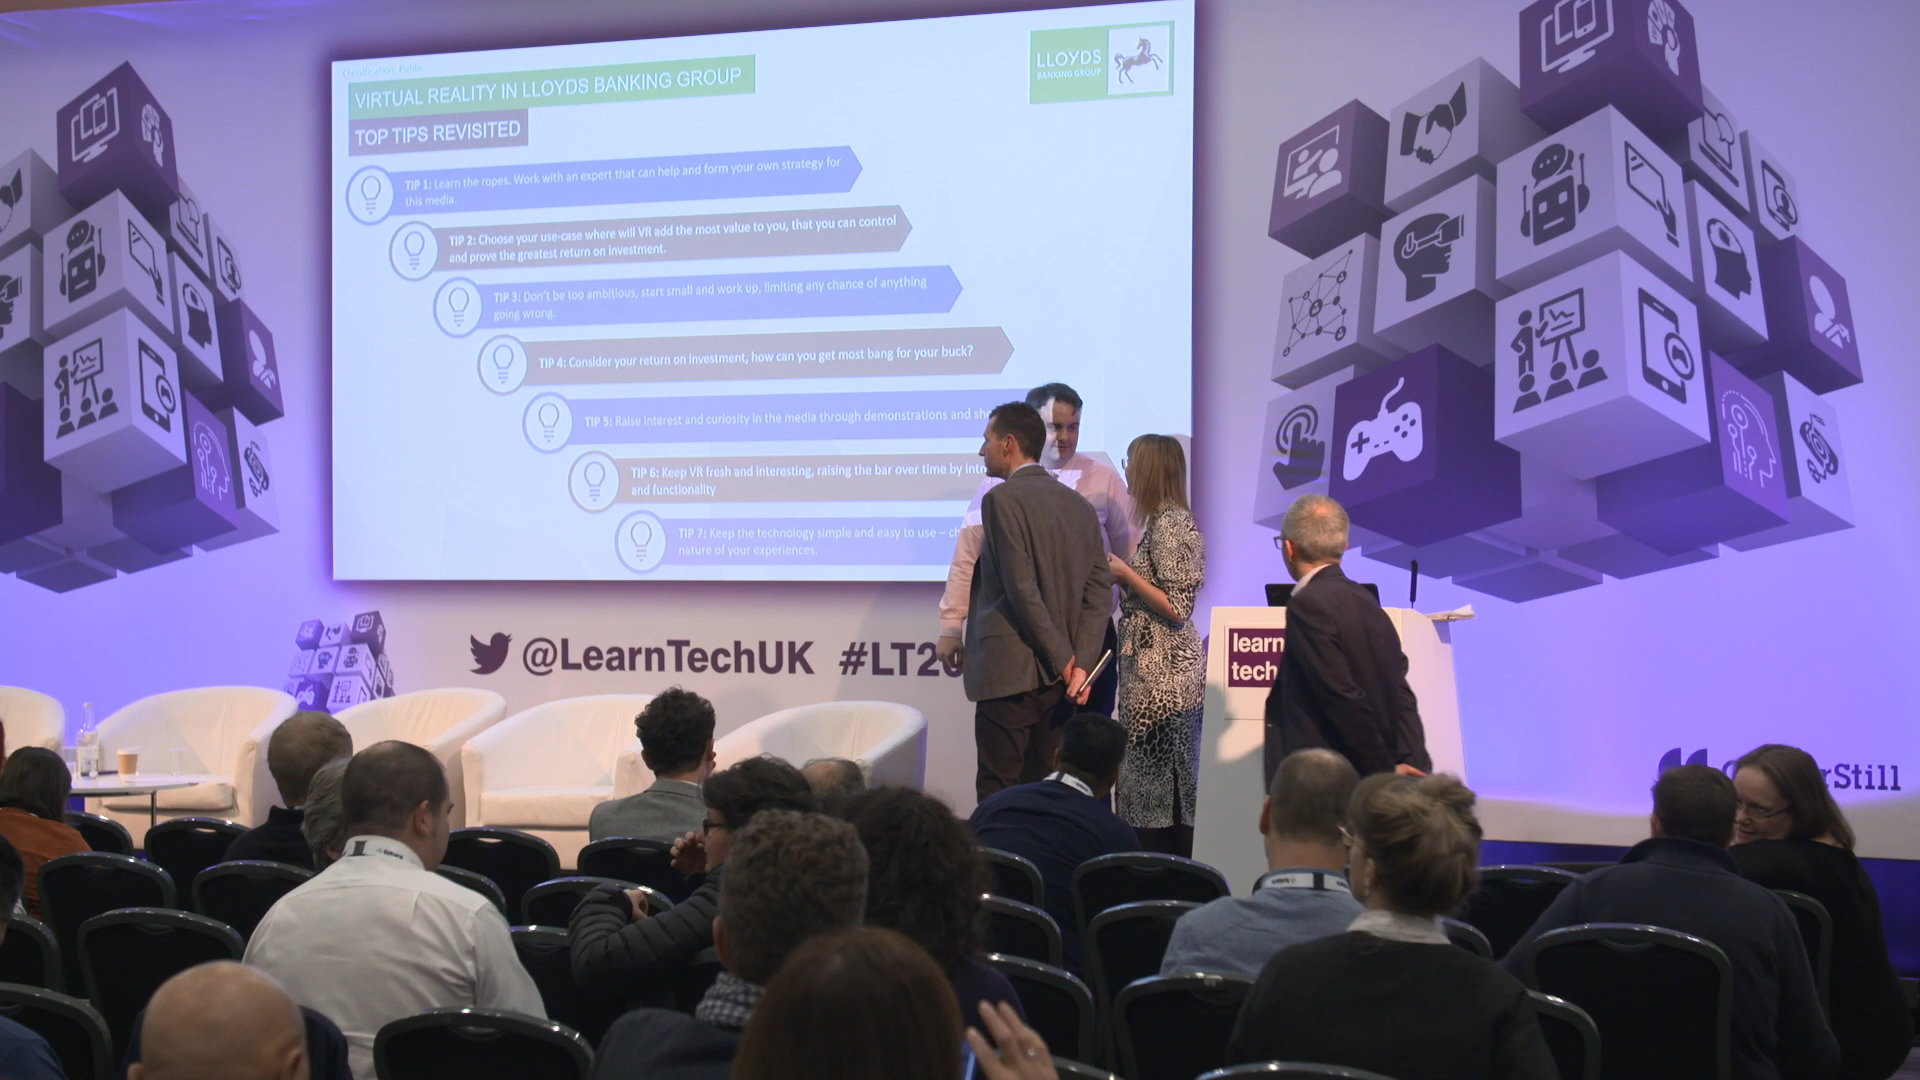 Classification: Public
VIRTUAL REALITY IN LLOYDS BANKING GROUP
LLOYDS
BANKING GROUP
TOP TIPS REVISITED
TIP 1: Learn the ropes. Work with an expert that can help and form your own strategy for
this media.
TIP 2: Choose your use-case where will VR add the most value to you, that you can control
and prove the greatest return on investment.
TIP 3: Don't be too ambitious, start small and work up, limiting any chance of anything
going wrong.
TIP 4: Consider your return on investment, how can you get most bang for your buck?
TIP 5: Raise interest and curiosity in the media through demonstrations and
TIP 6: Keep VR fresh and interesting, raising the bar over time by
and functionality
TIP 7: Keep the technology simple and easy to use –
nature of your experiences.
@LearnTechUK #LT20
learn
tech
rStill